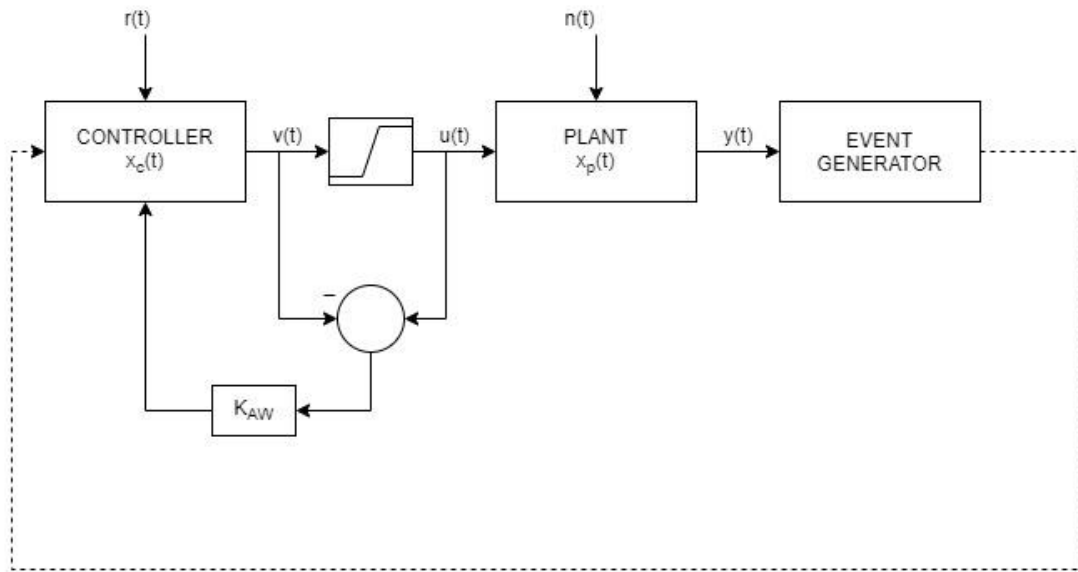 r(t)
n(t)
CONTROLLER
x_c(t)
v(t)
u(t)
PLANT
x_p(t)
y(t)
EVENT
GENERATOR
−
K_AW